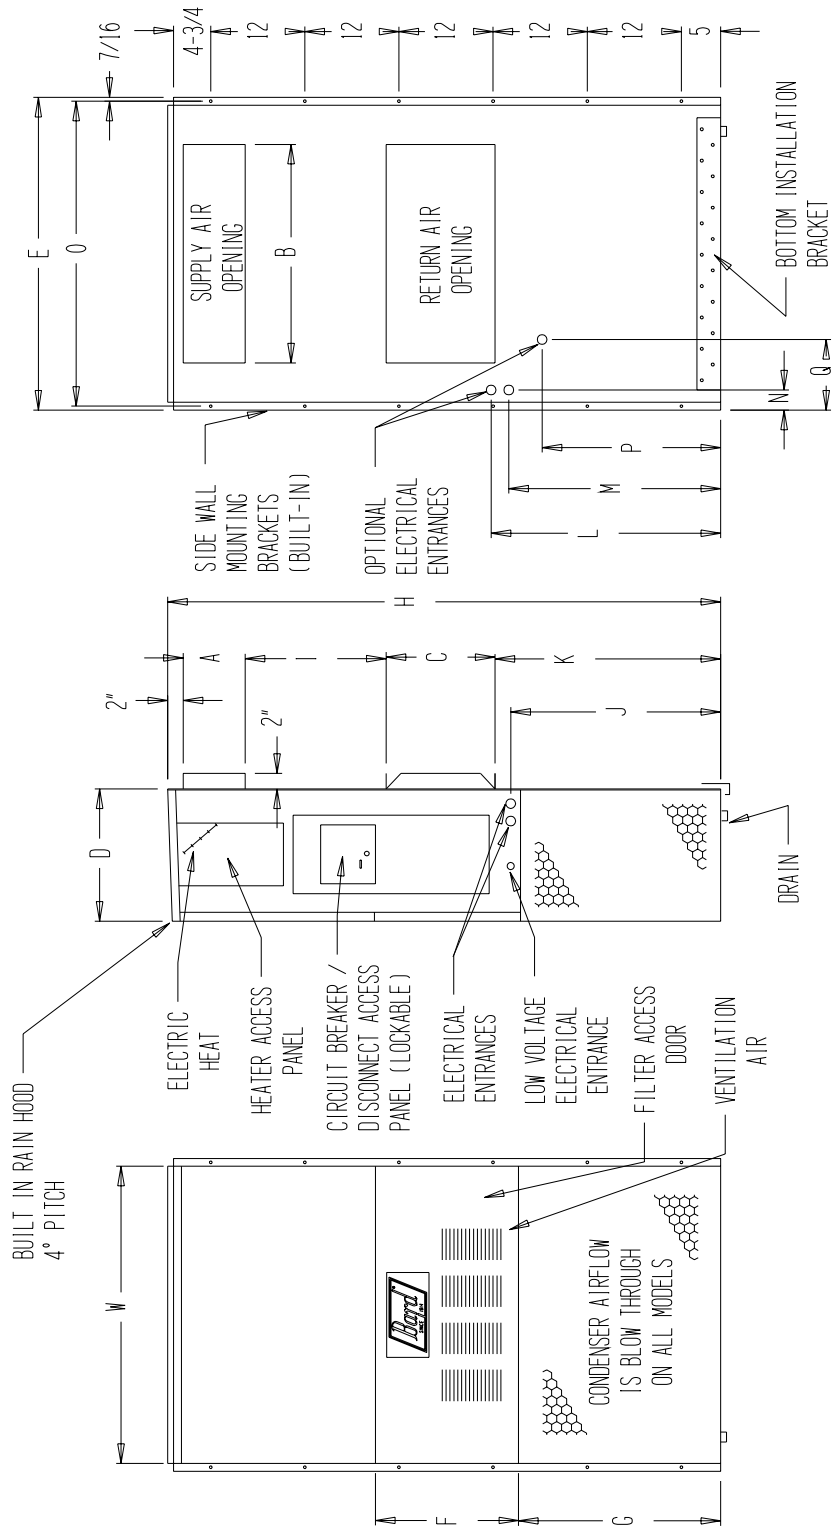 BUILT IN RAIN HOOD
4° PITCH
W
F
G
Bard
SINCE 1914
CONDENSER AIRFLOW
IS BLOW THROUGH
ON ALL MODELS
ELECTRIC
HEAT
HEATER ACCESS
PANEL
CIRCUIT BREAKER /
DISCONNECT ACCESS
PANEL (LOCKABLE)
ELECTRICAL
ENTRANCES
LOW VOLTAGE
ELECTRICAL
ENTRANCE
FILTER ACCESS
DOOR
VENTILATION
AIR
D
2"
2"
A
I
C
K
J
H
DRAIN
SIDE WALL
MOUNTING
BRACKETS
(BUILT-IN)
OPTIONAL
ELECTRICAL
ENTRANCES
L
M
P
N
Q
E
O
SUPPLY AIR
OPENING
B
RETURN AIR
OPENING
7/16
4-3/4
12
12
12
12
12
5
BOTTOM INSTALLATION
BRACKET